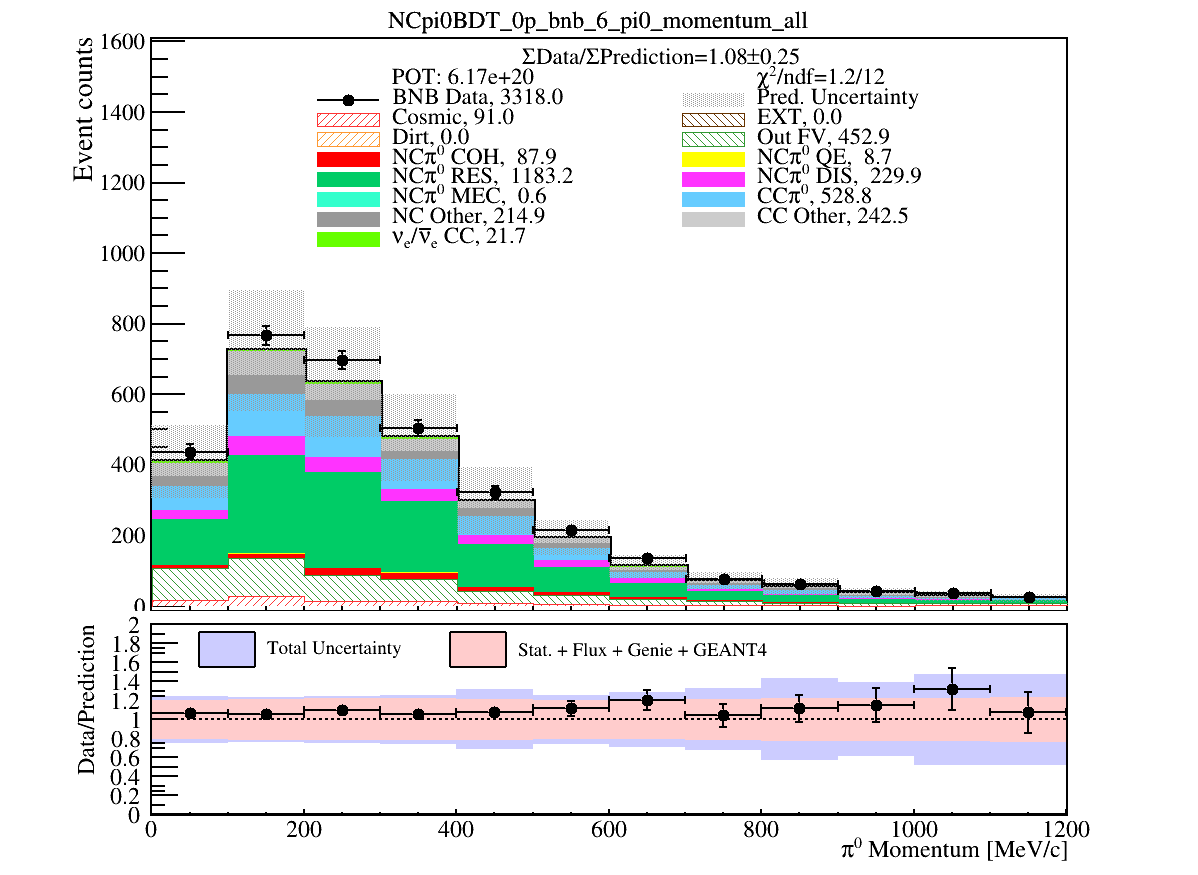 NCpi0BDT_0p_bnb_6_pi0_momentum_all
ΣData/ΣPrediction=1.08±0.25
POT: 6.17e+20
χ²/ndf=1.2/12
BNB Data, 3318.0
Pred. Uncertainty
Cosmic, 91.0
EXT, 0.0
Dirt, 0.0
Out FV, 452.9
NCπ⁰ COH, 87.9
NCπ⁰ QE, 8.7
NCπ⁰ RES, 1183.2
NCπ⁰ DIS, 229.9
NCπ⁰ MEC, 0.6
CCπ⁰, 528.8
NC Other, 214.9
CC Other, 242.5
νₑ/ν̅ₑ CC, 21.7
Event counts
1600
1400
1200
1000
800
600
400
200
0
Total Uncertainty
Stat. + Flux + Genie + GEANT4
Data/Prediction
2
1.8
1.6
1.4
1.2
1
0.8
0.6
0.4
0.2
0
0 200 400 600 800 1000 1200
π⁰ Momentum [MeV/c]